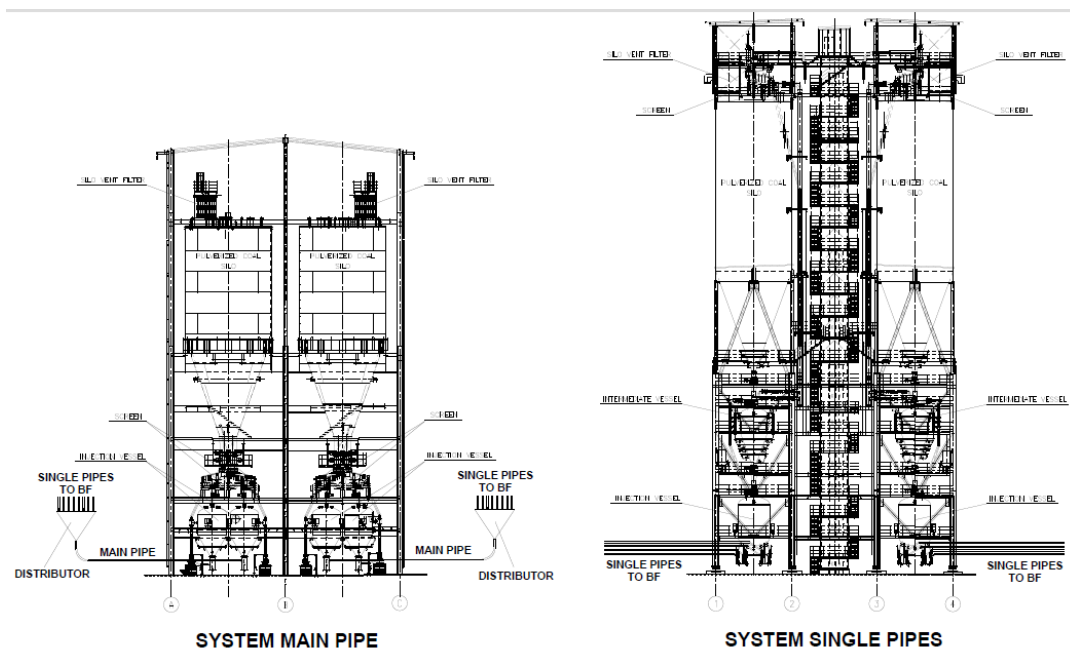 SILO VENT FILTER
SILO VENT FILTER
PULVERIZED COAL
SILO
PULVERIZED COAL
SILO
SCREEN
SCREEN
INJECTION VESSEL
INJECTION VESSEL
SINGLE PIPES
TO BF
SINGLE PIPES
TO BF
MAIN PIPE
MAIN PIPE
DISTRIBUTOR
DISTRIBUTOR
A
B
C
SYSTEM MAIN PIPE
SILO VENT FILTER
SILO VENT FILTER
SCREEN
SCREEN
PULVERIZED COAL
SILO
PULVERIZED COAL
SILO
INTERMEDIATE VESSEL
INTERMEDIATE VESSEL
INJECTION VESSEL
INJECTION VESSEL
SINGLE PIPES
TO BF
SINGLE PIPES
TO BF
1
2
3
4
SYSTEM SINGLE PIPES